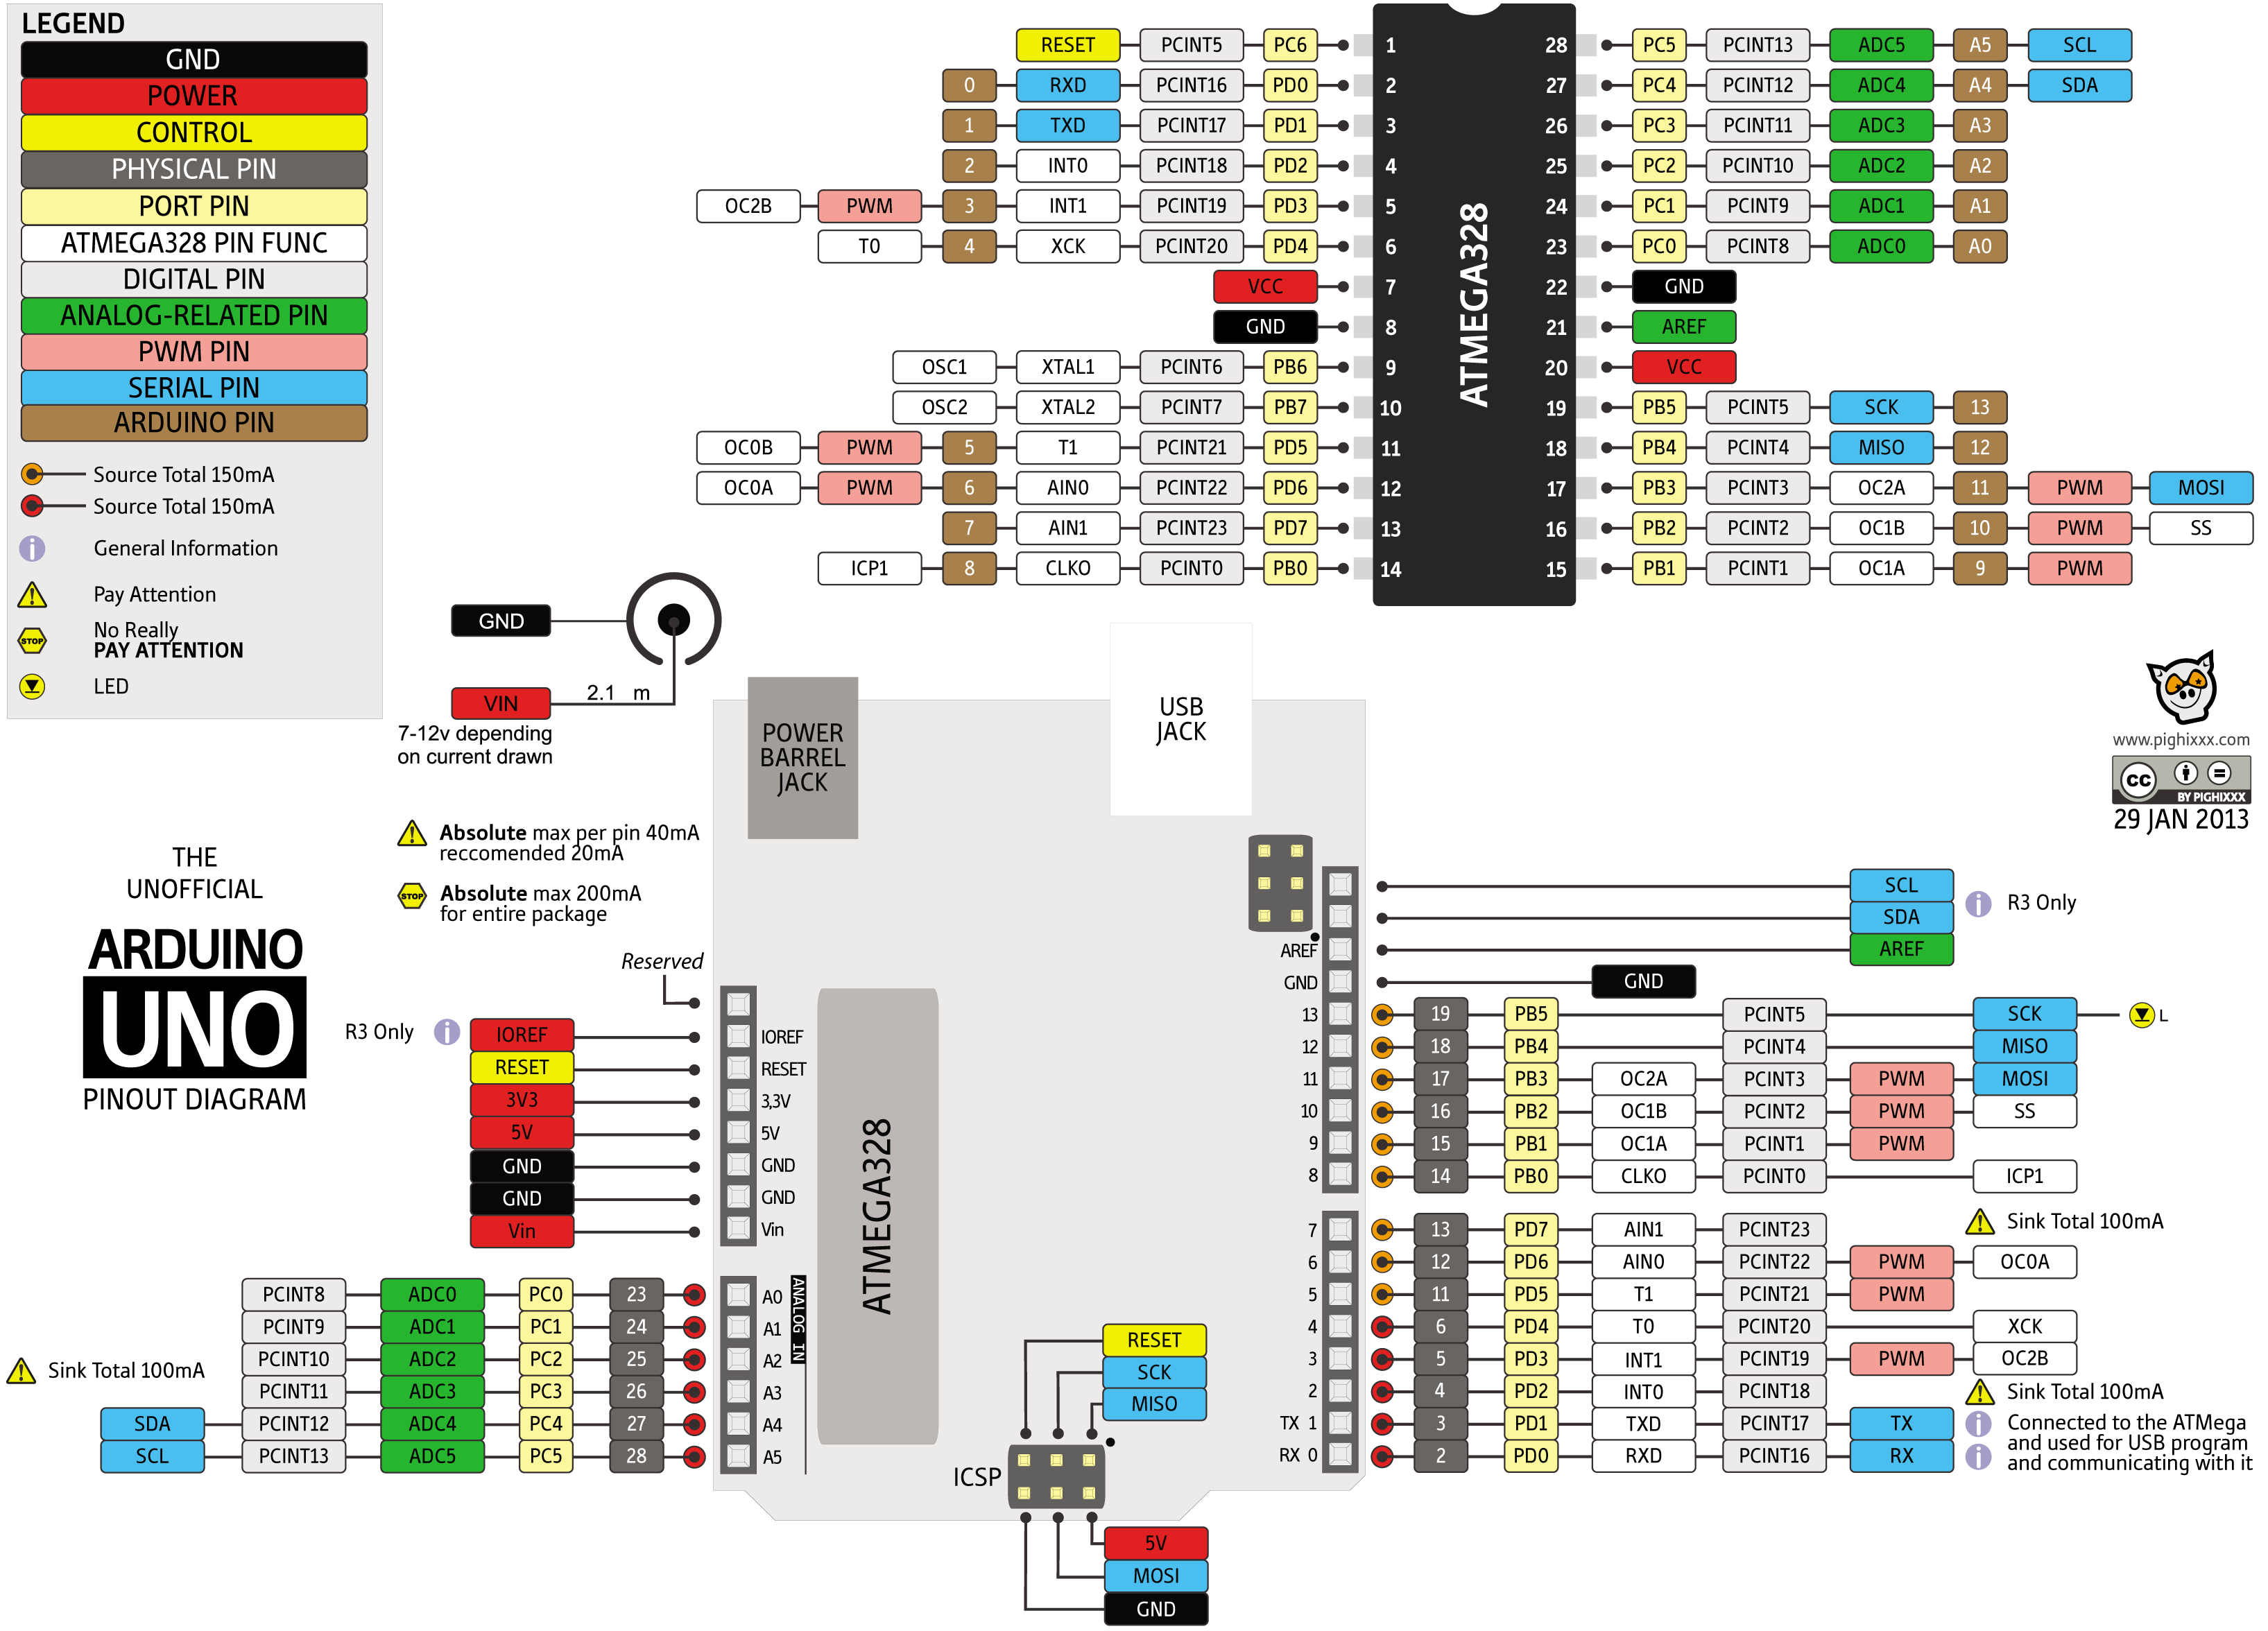 LEGEND
GND
POWER
CONTROL
PHYSICAL PIN
PORT PIN
ATMEGA328 PIN FUNC
DIGITAL PIN
ANALOG-RELATED PIN
PWM PIN
SERIAL PIN
ARDUINO PIN
Source Total 150mA
Source Total 150mA
General Information
Pay Attention
STOP
No Really
PAY ATTENTION
LED
RESET PCINT5 PC6 1
0 RXD PCINT16 PD0 2
1 TXD PCINT17 PD1 3
2 INT0 PCINT18 PD2 4
OC2B PWM 3 INT1 PCINT19 PD3 5
T0 4 XCK PCINT20 PD4 6
VCC 7
GND 8
OSC1 XTAL1 PCINT6 PB6 9
OSC2 XTAL2 PCINT7 PB7 10
OC0B PWM 5 T1 PCINT21 PD5 11
OC0A PWM 6 AIN0 PCINT22 PD6 12
7 AIN1 PCINT23 PD7 13
ICP1 8 CLKO PCINT0 PB0 14
ATMEGA328
28 PC5 PCINT13 ADC5 A5 SCL
27 PC4 PCINT12 ADC4 A4 SDA
26 PC3 PCINT11 ADC3 A3
25 PC2 PCINT10 ADC2 A2
24 PC1 PCINT9 ADC1 A1
23 PC0 PCINT8 ADC0 A0
22 GND
21 AREF
20 VCC
19 PB5 PCINT5 SCK 13
18 PB4 PCINT4 MISO 12
17 PB3 PCINT3 OC2A 11 PWM MOSI
16 PB2 PCINT2 OC1B 10 PWM SS
15 PB1 PCINT1 OC1A 9 PWM
GND
VIN 2.1 m
7-12v depending
on current drawn
POWER
BARREL
JACK
USB
JACK
www.pighixxx.com
cc
BY PIGHIXXX
29 JAN 2013
Absolute max per pin 40mA
reccomended 20mA
STOP
Absolute max 200mA
for entire package
THE
UNOFFICIAL
ARDUINO
UNO
PINOUT DIAGRAM
Reserved
R3 Only
IOREF IOREF
RESET RESET
3V3 3,3V
5V 5V
GND GND
GND GND
Vin Vin
PCINT8 ADC0 PC0 23 A0
PCINT9 ADC1 PC1 24 A1
PCINT10 ADC2 PC2 25 A2
PCINT11 ADC3 PC3 26 A3
SDA PCINT12 ADC4 PC4 27 A4
SCL PCINT13 ADC5 PC5 28 A5
Sink Total 100mA
ANALOG IN
ATMEGA328
SCL
SDA
R3 Only
AREF AREF
GND GND
13 19 PB5 PCINT5 SCK L
12 18 PB4 PCINT4 MISO
11 17 PB3 OC2A PCINT3 PWM MOSI
10 16 PB2 OC1B PCINT2 PWM SS
9 15 PB1 OC1A PCINT1 PWM
8 14 PB0 CLKO PCINT0 ICP1
7 13 PD7 AIN1 PCINT23 Sink Total 100mA
6 12 PD6 AIN0 PCINT22 PWM OC0A
5 11 PD5 T1 PCINT21 PWM
4 6 PD4 T0 PCINT20 XCK
3 5 PD3 INT1 PCINT19 PWM OC2B
2 4 PD2 INT0 PCINT18 Sink Total 100mA
TX 1 3 PD1 TXD PCINT17 TX
RX 0 2 PD0 RXD PCINT16 RX
Connected to the ATMega
and used for USB program
and communicating with it
RESET
SCK
MISO
ICSP
5V
MOSI
GND